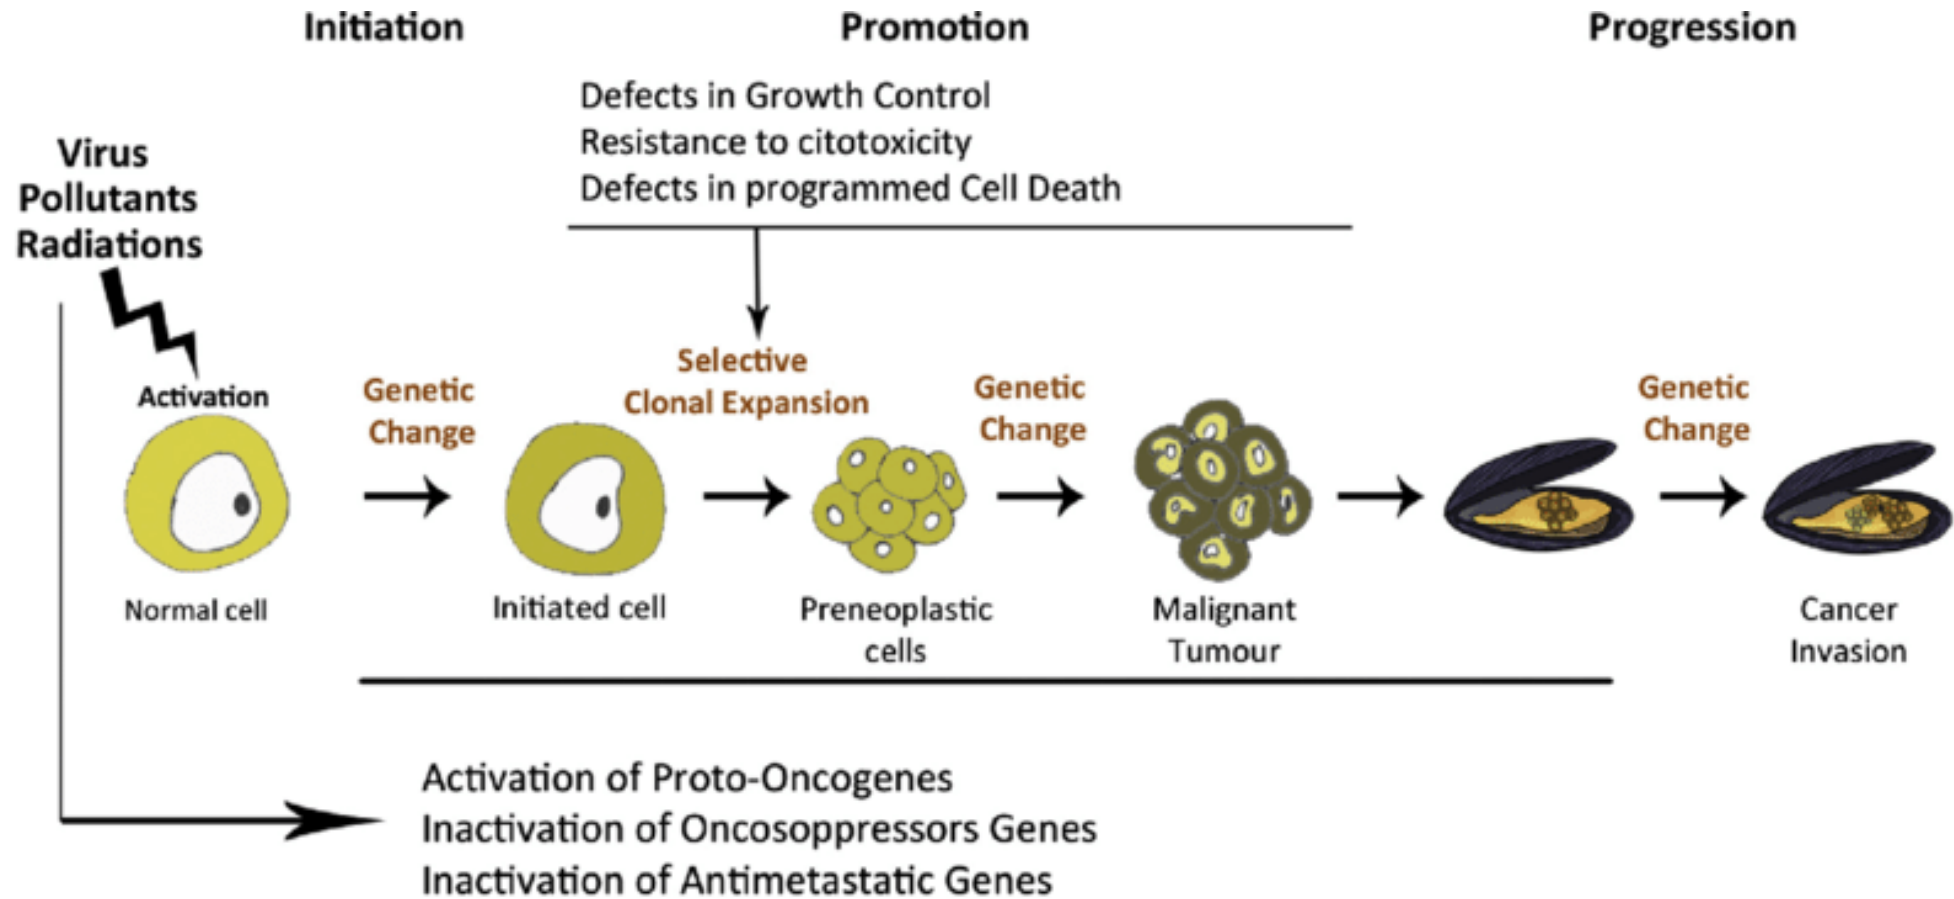 Initiation
Promotion
Progression
Defects in Growth Control
Resistance to citotoxicity
Defects in programmed Cell Death
Virus
Pollutants
Radiations
Activation
Genetic
Change
Selective
Clonal Expansion
Genetic
Change
Genetic
Change
Normal cell
Initiated cell
Preneoplastic
cells
Malignant
Tumour
Cancer
Invasion
Activation of Proto-Oncogenes
Inactivation of Oncosoppressors Genes
Inactivation of Antimetastatic Genes